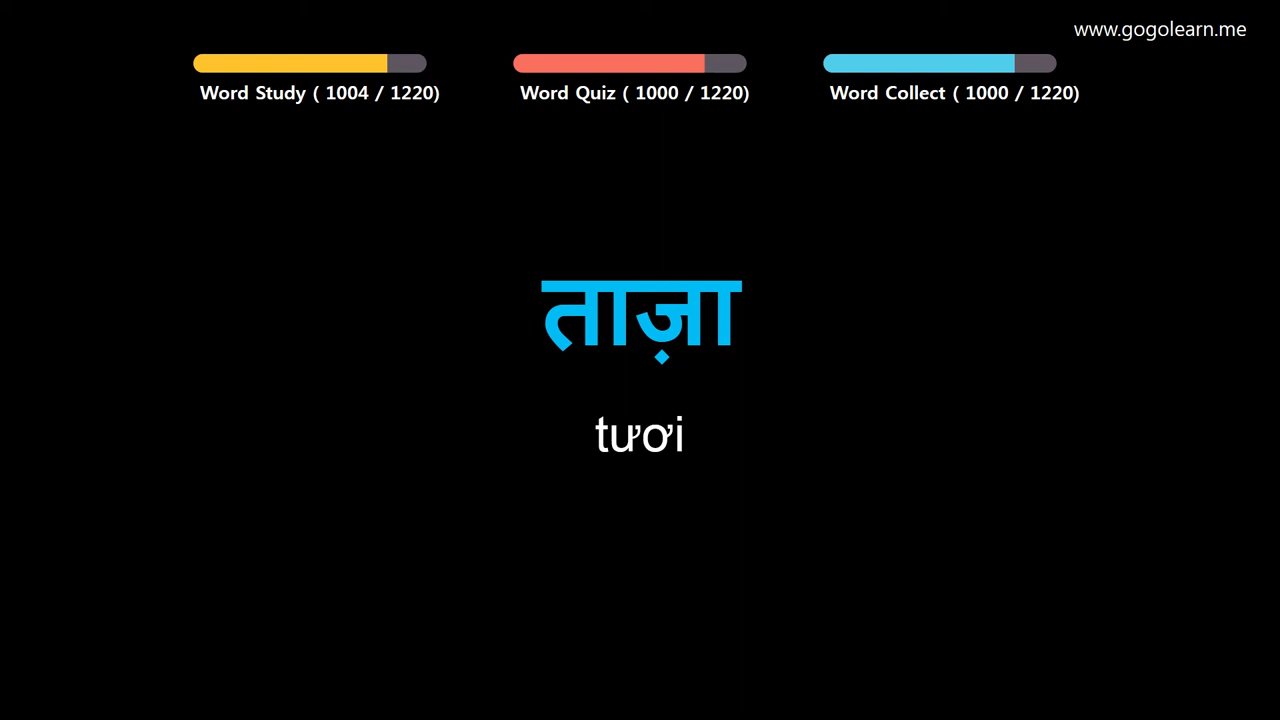 www.gogolearn.me
Word Study ( 1004 / 1220)
Word Quiz ( 1000 / 1220)
Word Collect ( 1000 / 1220)
ताज़ा
tươi